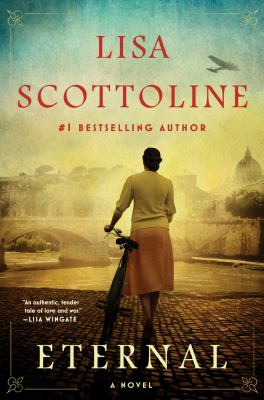 LISA
SCOTTOLINE
#1 BESTSELLING AUTHOR
"An authentic, tender
tale of love and war."
—LISA WINGATE
ETERNAL
A NOVEL